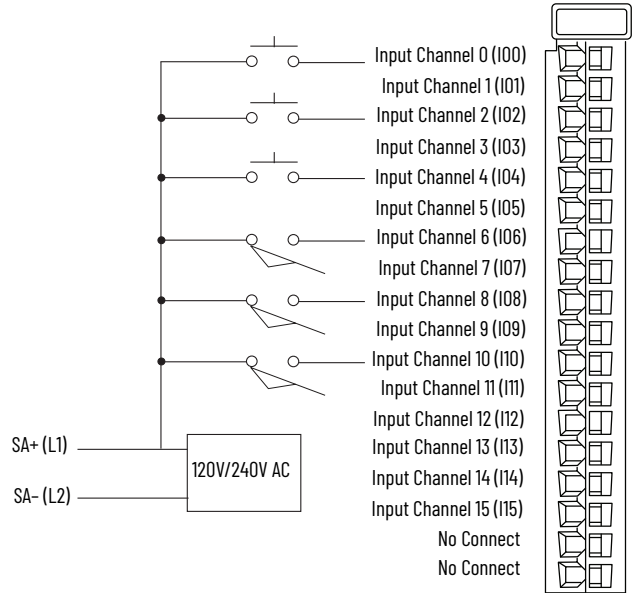 Input Channel 0 (I00)
Input Channel 1 (I01)
Input Channel 2 (I02)
Input Channel 3 (I03)
Input Channel 4 (I04)
Input Channel 5 (I05)
Input Channel 6 (I06)
Input Channel 7 (I07)
Input Channel 8 (I08)
Input Channel 9 (I09)
Input Channel 10 (I10)
Input Channel 11 (I11)
Input Channel 12 (I12)
Input Channel 13 (I13)
Input Channel 14 (I14)
Input Channel 15 (I15)
No Connect
No Connect
SA+ (L1)
120V/240V AC
SA- (L2)